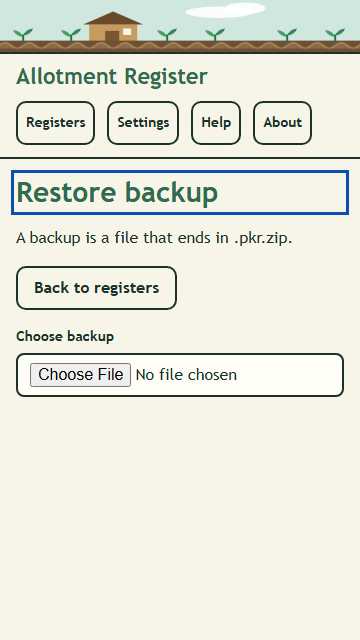 Allotment Register
Registers
Settings
Help
About
Restore backup
A backup is a file that ends in .pkr.zip.
Back to registers
Choose backup
Choose File No file chosen